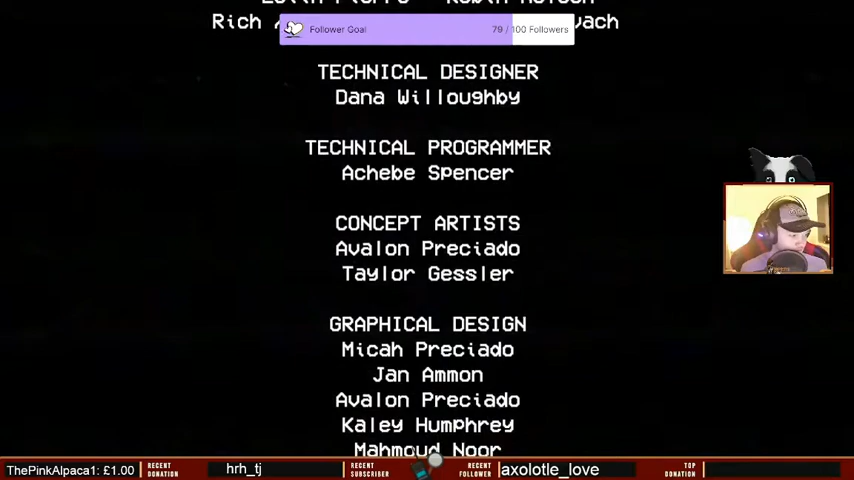 Rich
Follower Goal 79 / 100 Followers
TECHNICAL DESIGNER
Dana Willoughby
TECHNICAL PROGRAMMER
Achebe Spencer
CONCEPT ARTISTS
Avalon Preciado
Taylor Gessler
GRAPHICAL DESIGN
Micah Preciado
Jan Ammon
Avalon Preciado
Kaley Humphrey
Mahmoud Noor
ThePinkAlpaca1: £1.00 RECENT DONATION hrh_tj RECENT SUBSCRIBER RECENT FOLLOWER axolotle_love TOP DONATION